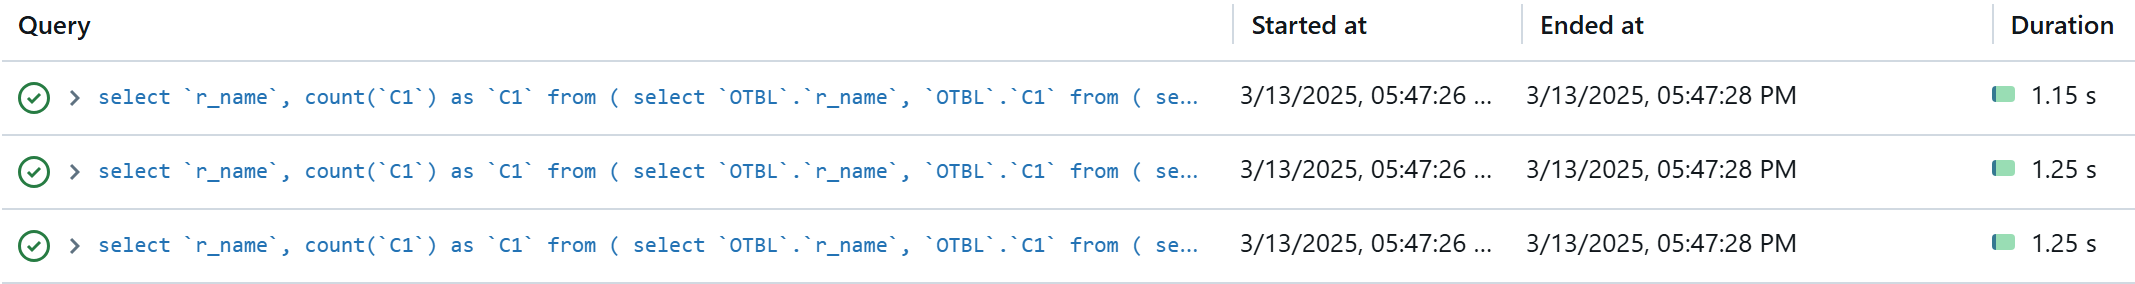 Query Started at Ended at Duration
select `r_name`, count(`C1`) as `C1` from ( select `OTBL`.`r_name`, `OTBL`.`C1` from ( se... 3/13/2025, 05:47:26 ... 3/13/2025, 05:47:28 PM 1.15 s
select `r_name`, count(`C1`) as `C1` from ( select `OTBL`.`r_name`, `OTBL`.`C1` from ( se... 3/13/2025, 05:47:26 ... 3/13/2025, 05:47:28 PM 1.25 s
select `r_name`, count(`C1`) as `C1` from ( select `OTBL`.`r_name`, `OTBL`.`C1` from ( se... 3/13/2025, 05:47:26 ... 3/13/2025, 05:47:28 PM 1.25 s